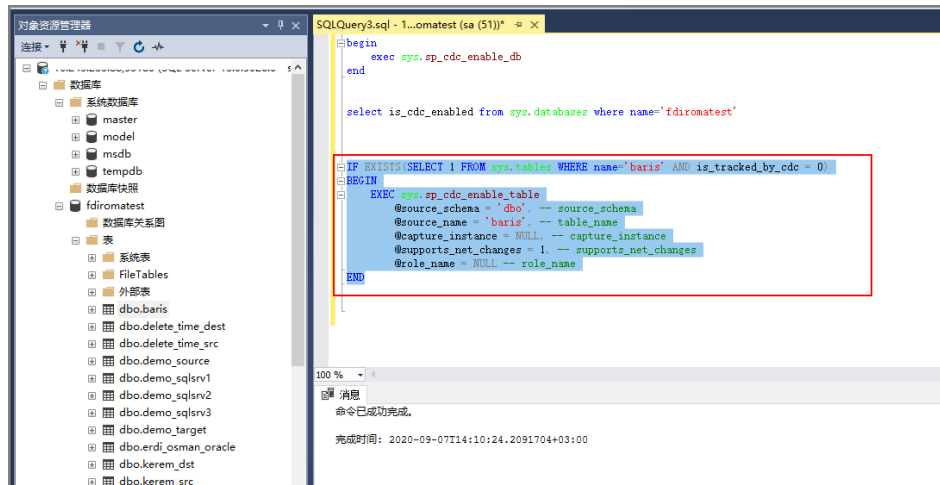 对象资源管理器
连接
数据库
系统数据库
master
model
msdb
tempdb
数据库快照
fdiromatest
数据库关系图
表
系统表
FileTables
外部表
dbo.baris
dbo.delete_time_dest
dbo.delete_time_src
dbo.demo_source
dbo.demo_sqlsrv1
dbo.demo_sqlsrv2
dbo.demo_sqlsrv3
dbo.demo_target
dbo.erdi_osman_oracle
dbo.kerem_dst
dbo.kerem_src
SQLQuery3.sql - 1...omatest (sa (51))*
begin
exec sys.sp_cdc_enable_db
end
select is_cdc_enabled from sys.databases where name='fdiromatest'
IF EXISTS(SELECT 1 FROM sys.tables WHERE name='baris' AND is_tracked_by_cdc = 0)
BEGIN
EXEC sys.sp_cdc_enable_table
@source_schema = 'dbo', -- source_schema
@source_name = 'baris', -- table_name
@capture_instance = NULL, -- capture_instance
@supports_net_changes = 1, -- supports_net_changes
@role_name = NULL -- role_name
END
100 %
消息
命令已成功完成。
完成时间: 2020-09-07T14:10:24.2091704+03:00